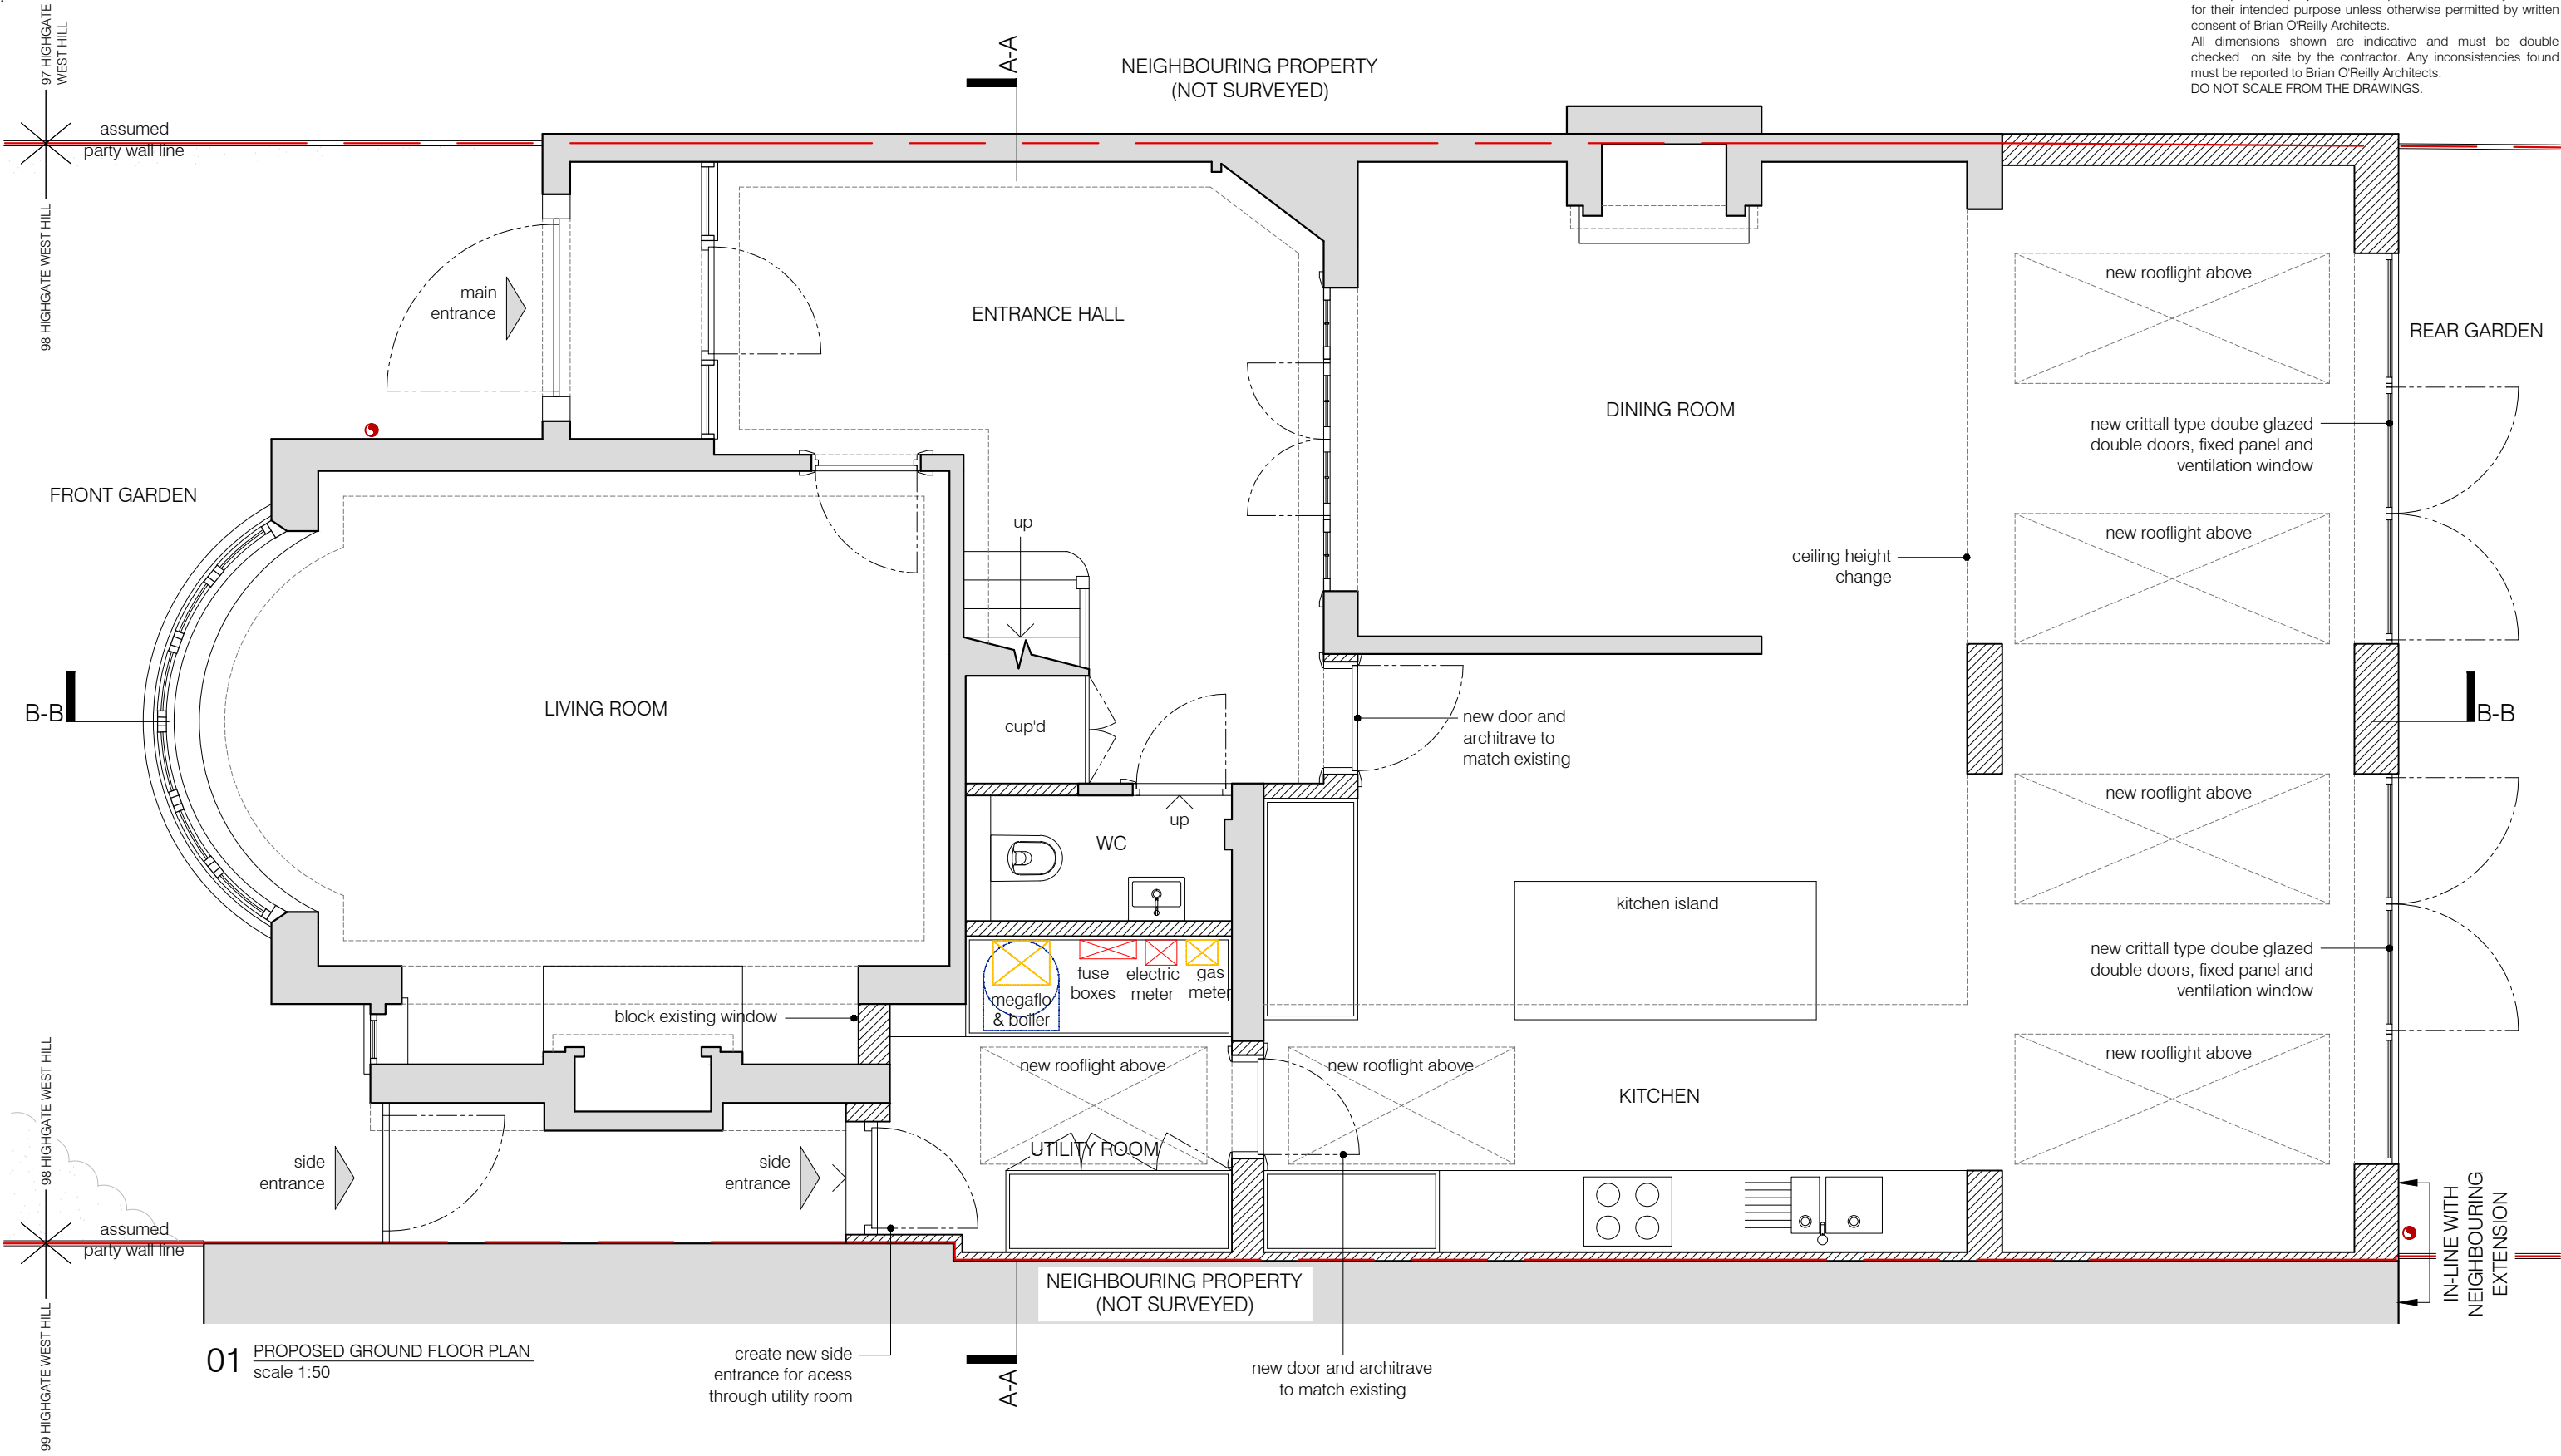 for their intended purpose unless otherwise permitted by written
consent of Brian O'Reilly Architects.
All dimensions shown are indicative and must be double
checked on site by the contractor. Any inconsistencies found
must be reported to Brian O'Reilly Architects.
DO NOT SCALE FROM THE DRAWINGS.
97 HIGHGATE
WEST HILL
A-A
NEIGHBOURING PROPERTY
(NOT SURVEYED)
assumed
party wall line
98 HIGHGATE WEST HILL
main
entrance
ENTRANCE HALL
new rooflight above
REAR GARDEN
DINING ROOM
new crittall type doube glazed
double doors, fixed panel and
ventilation window
FRONT GARDEN
up
new rooflight above
ceiling height
change
B-B
LIVING ROOM
cup'd
new door and
architrave to
match existing
B-B
up
WC
new rooflight above
kitchen island
new crittall type doube glazed
double doors, fixed panel and
ventilation window
fuse
boxes
electric
meter
gas
meter
megaflo
& boiler
block existing window
new rooflight above
new rooflight above
new rooflight above
KITCHEN
UTILITY ROOM
98 HIGHGATE WEST HILL
side
entrance
side
entrance
assumed
party wall line
IN-LINE WITH
NEIGHBOURING
EXTENSION
NEIGHBOURING PROPERTY
(NOT SURVEYED)
99 HIGHGATE WEST HILL
01 PROPOSED GROUND FLOOR PLAN
scale 1:50
create new side
entrance for acess
through utility room
A-A
new door and architrave
to match existing